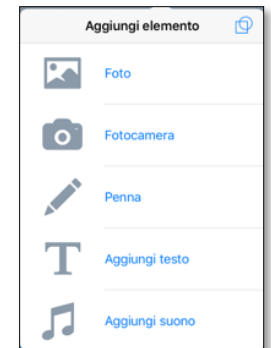 Aggiungi elemento
Foto
Fotocamera
Penna
Aggiungi testo
Aggiungi suono